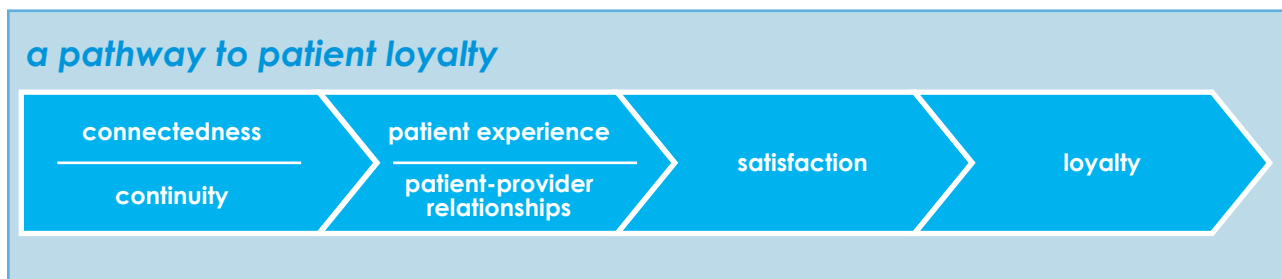 a pathway to patient loyalty
connectedness
continuity
patient experience
patient-provider
relationships
satisfaction
loyalty